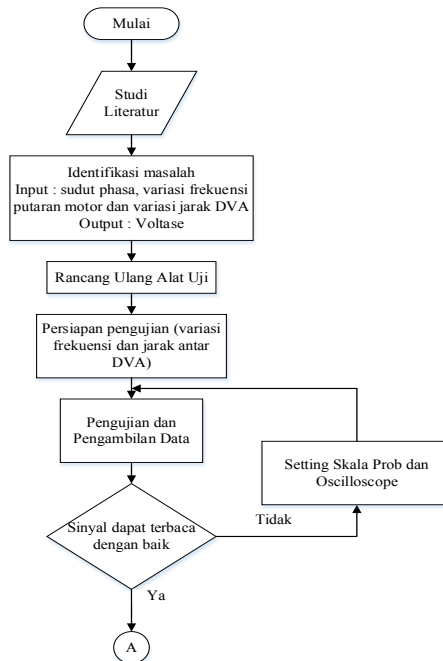 Mulai
Studi
Literatur
Identifikasi masalah
Input : sudut phasa, variasi frekuensi
putaran motor dan variasi jarak DVA
Output : Voltase
Rancang Ulang Alat Uji
Persiapan pengujian (variasi
frekuensi dan jarak antar
DVA)
Pengujian dan
Pengambilan Data
Setting Skala Prob dan
Oscilloscope
Sinyal dapat terbaca
dengan baik
Tidak
Ya
A